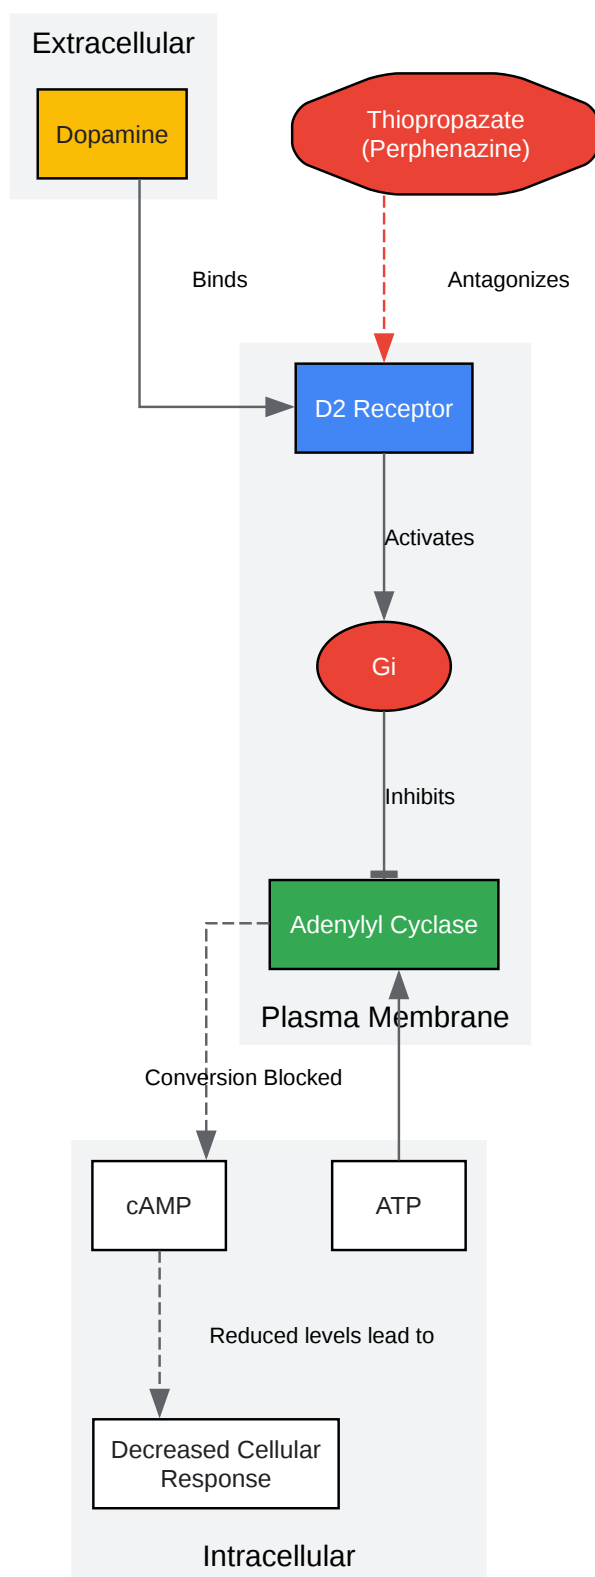 Extracellular
Dopamine
Thiopropazate
(Perphenazine)
Binds
Antagonizes
D2 Receptor
Activates
Gi
Inhibits
Adenylyl Cyclase
Plasma Membrane
Conversion Blocked
cAMP
ATP
Reduced levels lead to
Decreased Cellular
Response
Intracellular